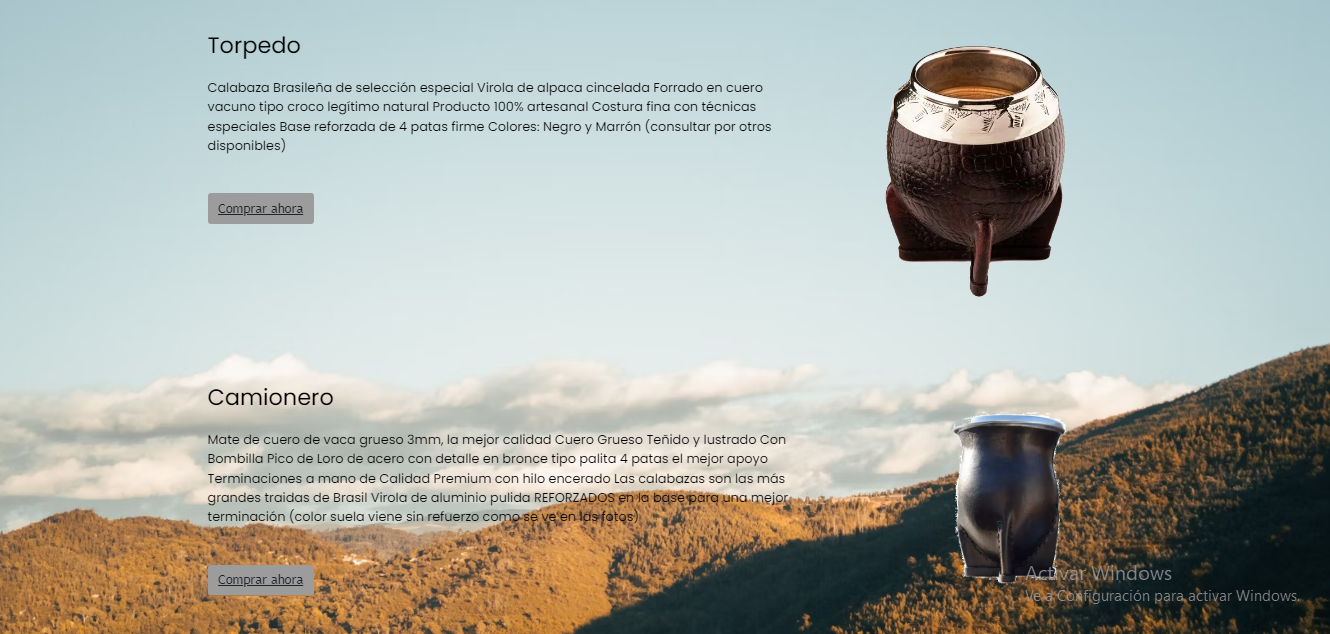 Torpedo
Calabaza Brasileña de selección especial Virola de alpaca cincelada Forrado en cuero
vacuno tipo croco legítimo natural Producto 100% artesanal Costura fina con técnicas
especiales Base reforzada de 4 patas firme Colores: Negro y Marrón (consultar por otros
disponibles)
Comprar ahora
Camionero
Mate de cuero de vaca grueso 3mm, la mejor calidad Cuero Grueso Teñido y lustrado Con
Bombilla Pico de Loro de acero con detalle en bronce tipo palita 4 patas el mejor apoyo
Terminaciones a mano de Calidad Premium con hilo encerado Las calabazas son las más
grandes traidas de Brasil Virola de aluminio pulida REFORZADOS en la base para una mejor
terminación (color suela viene sin refuerzo como se ve en las fotos)
Comprar ahora
Activar Windows
Ve a Configuración para activar Windows.